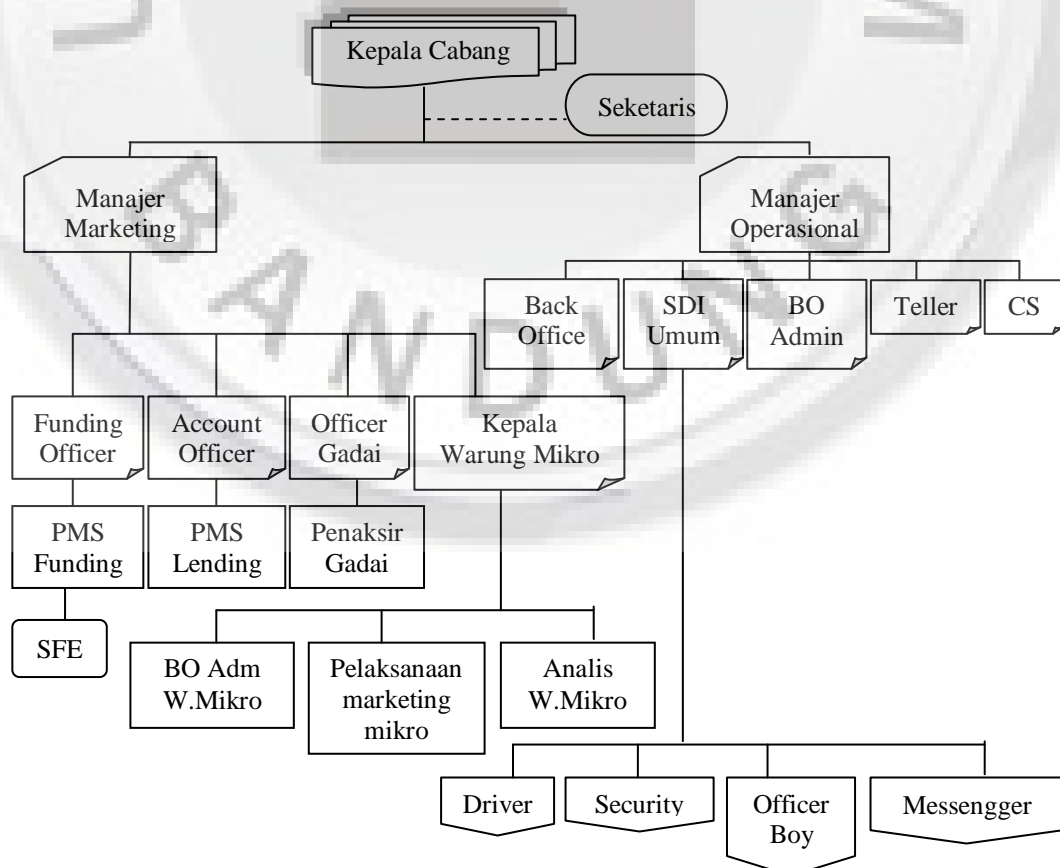 Kepala Cabang
Seketaris
Manajer
Marketing
Manajer
Operasional
Back
Office
SDI
Umum
BO
Admin
Teller
CS
Funding
Officer
Account
Officer
Officer
Gadai
Kepala
Warung Mikro
PMS
Funding
PMS
Lending
Penaksir
Gadai
SFE
BO Adm
W.Mikro
Pelaksanaan
marketing
mikro
Analis
W.Mikro
Driver
Security
Officer
Boy
Messengger
BANDUNG